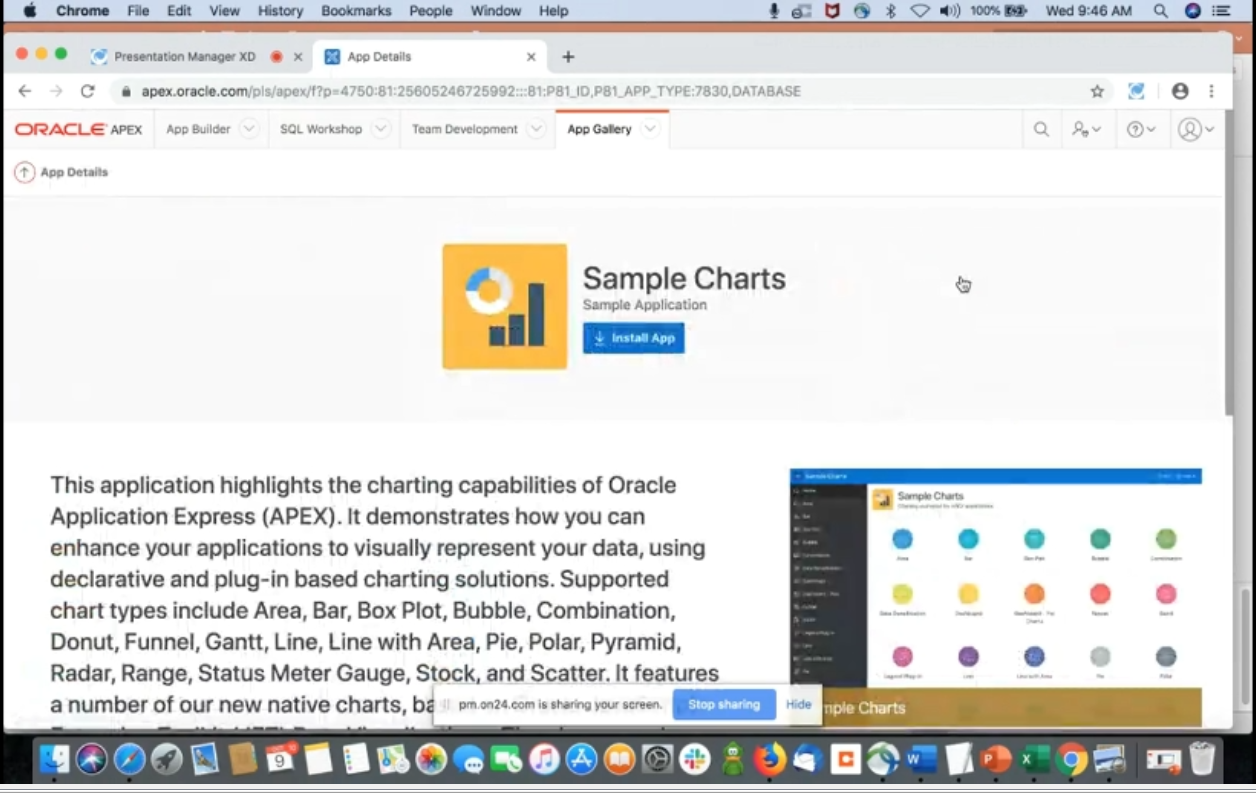 Chrome File Edit View History Bookmarks People Window Help 100% Wed 9:46 AM
Presentation Manager XD App Details
apex.oracle.com/pls/apex/f?p=4750:81:25605246725992:::81:P81_ID,P81_APP_TYPE:7830,DATABASE
ORACLE APEX App Builder SQL Workshop Team Development App Gallery
App Details
Sample Charts
Sample Application
Install App
This application highlights the charting capabilities of Oracle
Application Express (APEX). It demonstrates how you can
enhance your applications to visually represent your data, using
declarative and plug-in based charting solutions. Supported
chart types include Area, Bar, Box Plot, Bubble, Combination,
Donut, Funnel, Gantt, Line, Line with Area, Pie, Polar, Pyramid,
Radar, Range, Status Meter Gauge, Stock, and Scatter. It features
a number of our new native charts,
Sample Charts
Sample Charts
Charts
pm.on24.com is sharing your screen. Stop sharing Hide
9